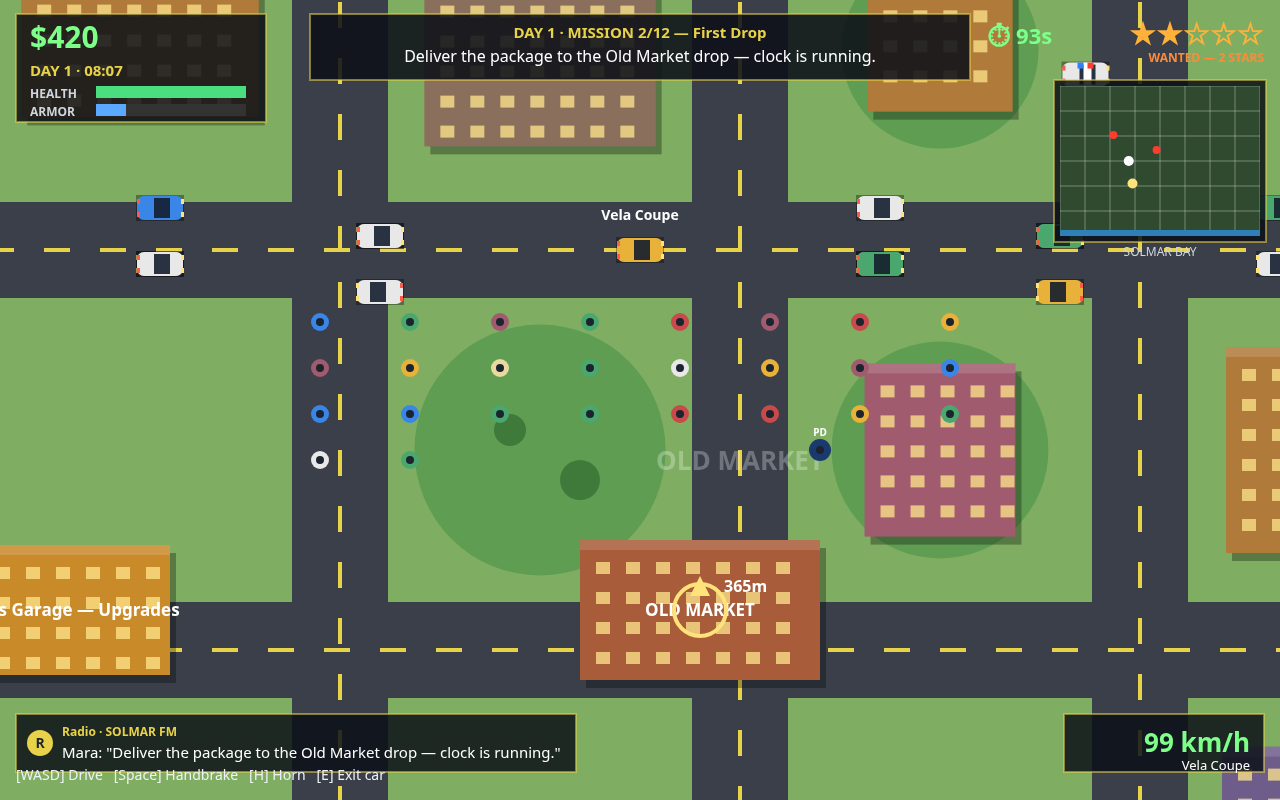 $420
DAY 1 · 08:07
HEALTH
ARMOR
DAY 1 · MISSION 2/12 — First Drop
Deliver the package to the Old Market drop — clock is running.
⏱ 93s
★★☆☆☆☆
WANTED — 2 STARS
SOLMAR BAY
Vela Coupe
PD
OLD MARKET
365m
OLD MARKET
s Garage — Upgrades
R
Radio · SOLMAR FM
Mara: "Deliver the package to the Old Market drop — clock is running."
[WASD] Drive [Space] Handbrake [H] Horn [E] Exit car
99 km/h
Vela Coupe